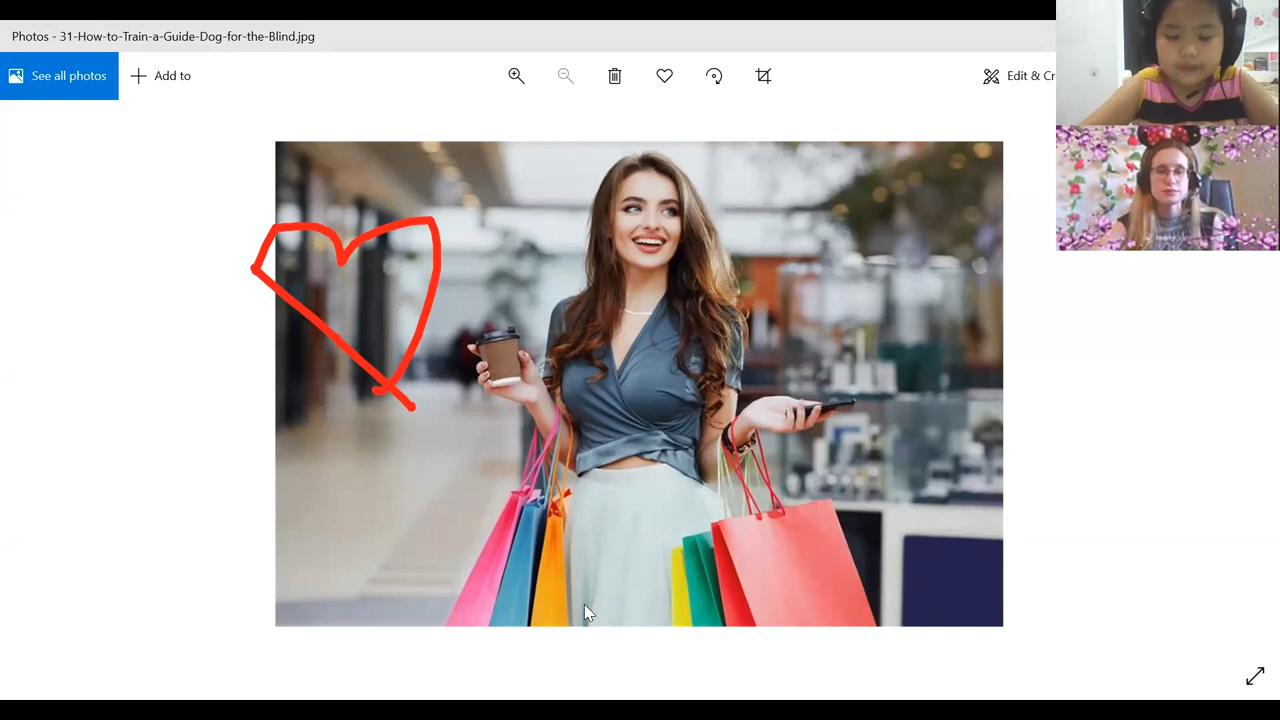 Photos - 31-How-to-Train-a-Guide-Dog-for-the-Blind.jpg
See all photos
Add to
Edit & Cr